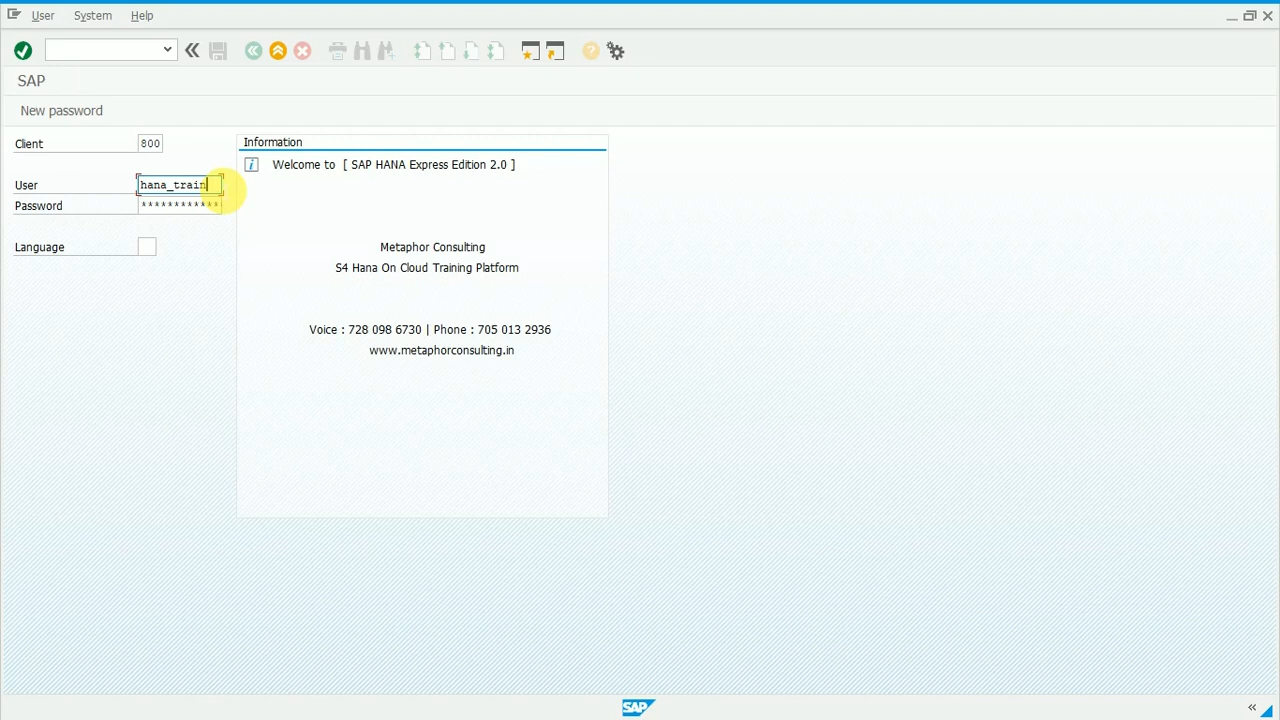 User System Help
SAP
New password
Client 800
User hana_train
Password ************
Language
Information
Welcome to [ SAP HANA Express Edition 2.0 ]
Metaphor Consulting
S4 Hana On Cloud Training Platform
Voice : 728 098 6730 | Phone : 705 013 2936
www.metaphorconsulting.in
SAP